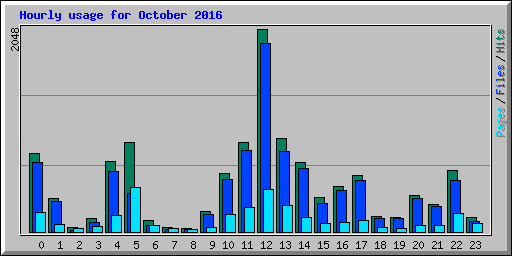 Hourly usage for October 2016
2048
Pages / Files / Hits
0 1 2 3 4 5 6 7 8 9 10 11 12 13 14 15 16 17 18 19 20 21 22 23